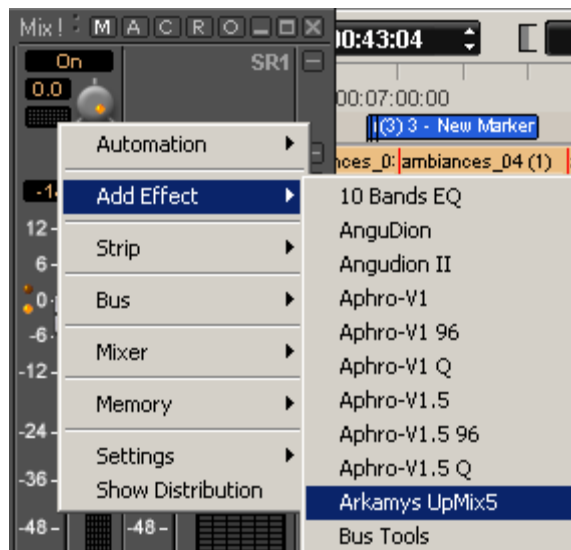 Mix! M A C R O
On SR1
0.0
0:43:04
00:07:00:00
(3) 3 - New Marker
ambiances_04 (1)
Automation
Add Effect
Strip
Bus
Mixer
Memory
Settings
Show Distribution
10 Bands EQ
AnguDion
Angudion II
Aphro-V1
Aphro-V1 96
Aphro-V1 Q
Aphro-V1.5
Aphro-V1.5 96
Aphro-V1.5 Q
Arkamys UpMix5
Bus Tools
12 -
6 -
0 -
-6 -
-12 -
-24 -
-36 -
-48 - -48 -